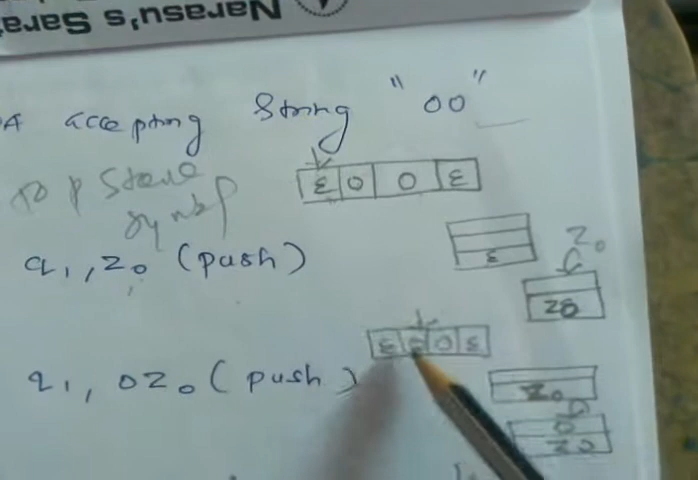 Narasu's Sara
A accepting string "00"
ε 0 0 ε
top stack
symbol
q₁, z₀ (push)
ε
z₀
z0
ε 0 ε
q₁, 0z₀ (push)
z₀
0
z0